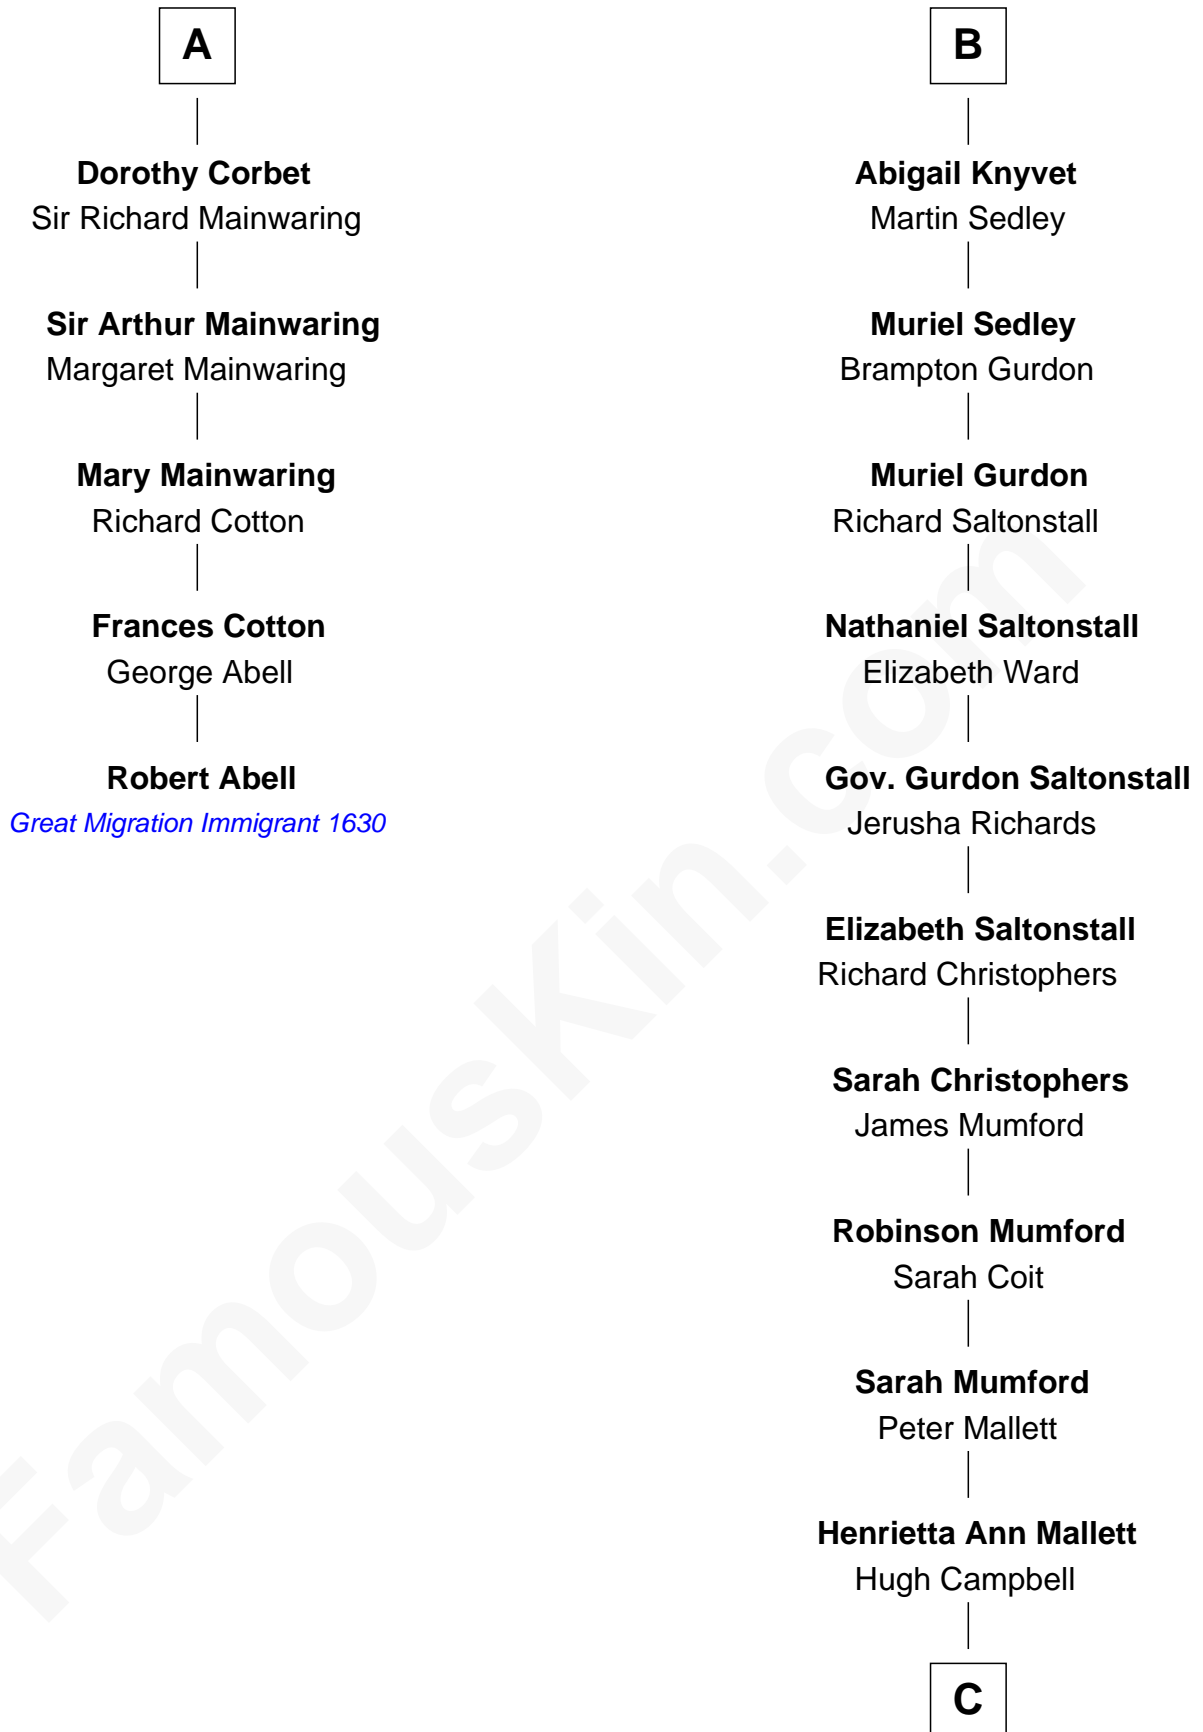 A
Dorothy Corbet
Sir Richard Mainwaring
Sir Arthur Mainwaring
Margaret Mainwaring
Mary Mainwaring
Richard Cotton
Frances Cotton
George Abell
Robert Abell
Great Migration Immigrant 1630
B
Abigail Knyvet
Martin Sedley
Muriel Sedley
Brampton Gurdon
Muriel Gurdon
Richard Saltonstall
Nathaniel Saltonstall
Elizabeth Ward
Gov. Gurdon Saltonstall
Jerusha Richards
Elizabeth Saltonstall
Richard Christophers
Sarah Christophers
James Mumford
Robinson Mumford
Sarah Coit
Sarah Mumford
Peter Mallett
Henrietta Ann Mallett
Hugh Campbell
C
FamousKin.com